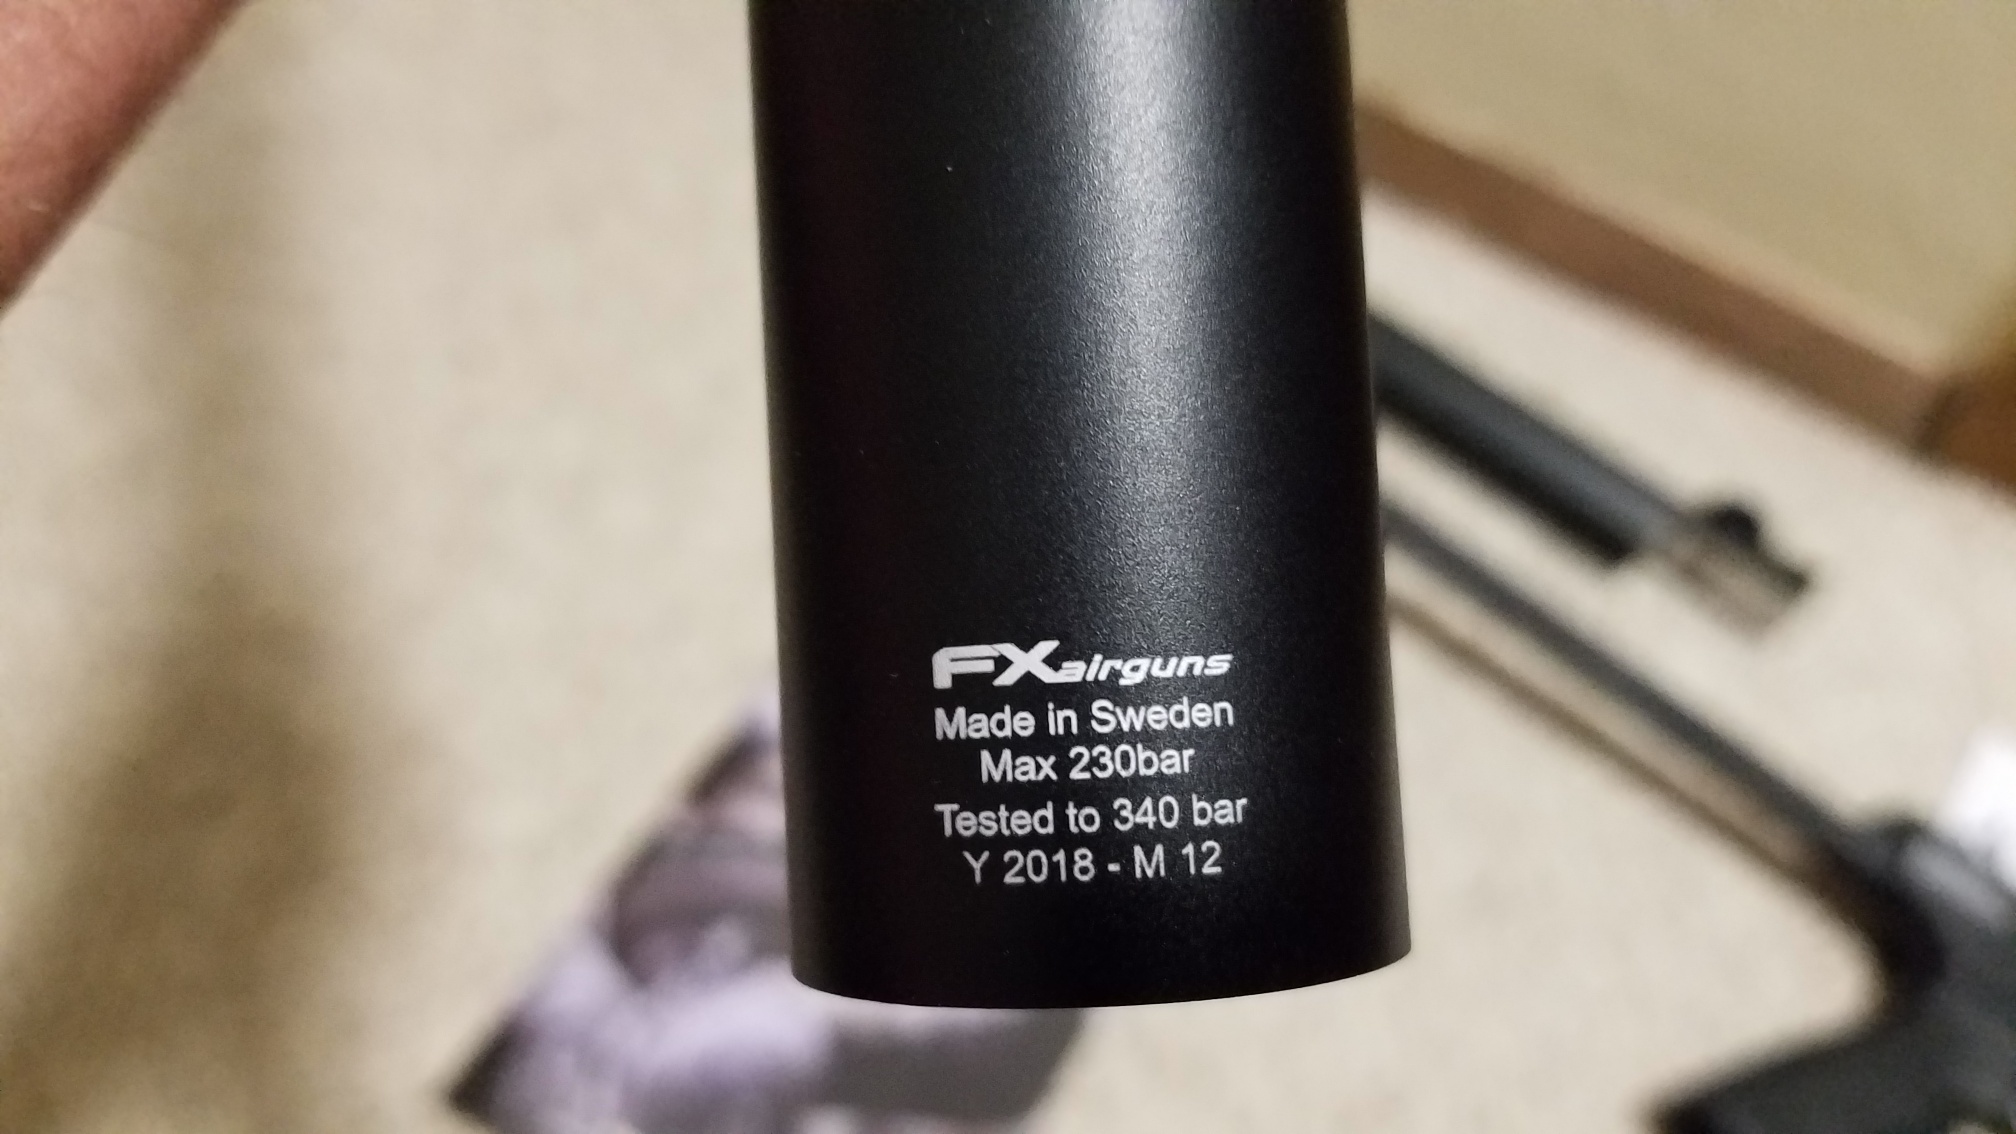 FXairguns
Made in Sweden
Max 230bar
Tested to 340 bar
Y 2018 - M 12